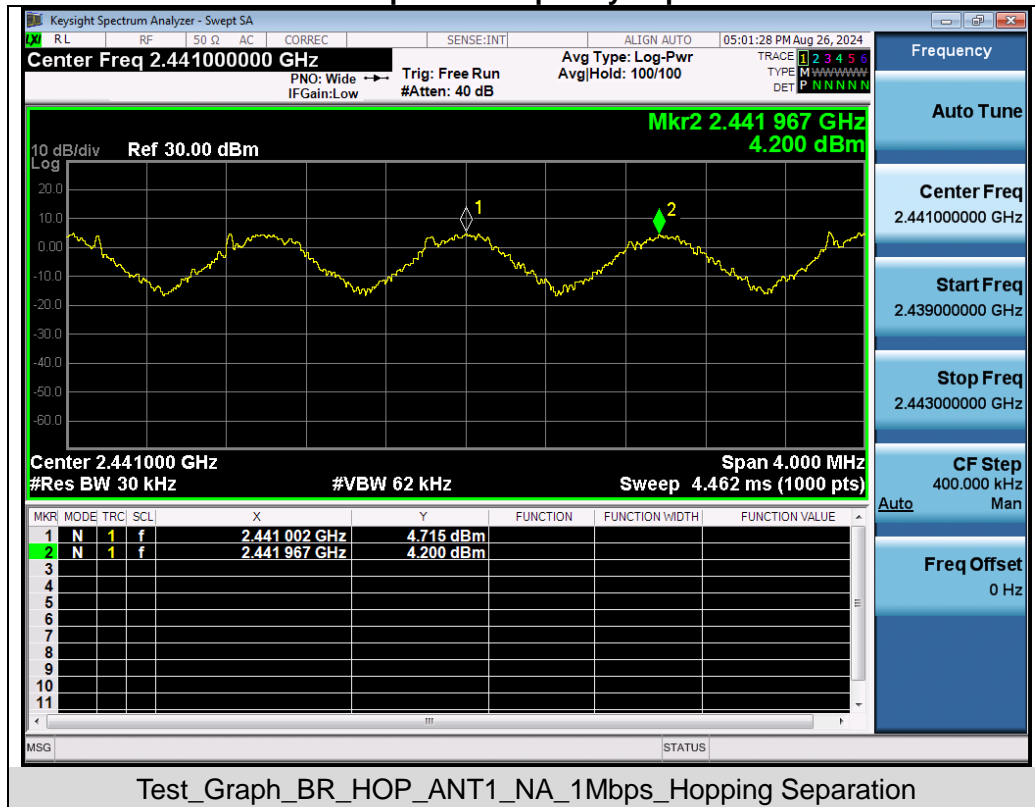 Keysight Spectrum Analyzer - Swept SA
LXI RL RF 50 Ω AC CORREC SENSE:INT ALIGN AUTO 05:01:28 PM Aug 26, 2024
Center Freq 2.441000000 GHz
PNO: Wide
IFGain:Low
Trig: Free Run
#Atten: 40 dB
Avg Type: Log-Pwr
Avg|Hold: 100/100
TRACE 1 2 3 4 5 6
TYPE M WWWWW
DET P N N N N N
Mkr2 2.441 967 GHz
4.200 dBm
10 dB/div Ref 30.00 dBm
Log
20.0
10.0
0.00
-10.0
-20.0
-30.0
-40.0
-50.0
-60.0
1
2
Center 2.441000 GHz Span 4.000 MHz
#Res BW 30 kHz #VBW 62 kHz Sweep 4.462 ms (1000 pts)
MKR MODE TRC SCL X Y FUNCTION FUNCTION WIDTH FUNCTION VALUE
1 N 1 f 2.441 002 GHz 4.715 dBm
2 N 1 f 2.441 967 GHz 4.200 dBm
3
4
5
6
7
8
9
10
11
MSG STATUS
Frequency
Auto Tune
Center Freq
2.441000000 GHz
Start Freq
2.439000000 GHz
Stop Freq
2.443000000 GHz
CF Step
400.000 kHz
Auto Man
Freq Offset
0 Hz
Test_Graph_BR_HOP_ANT1_NA_1Mbps_Hopping Separation